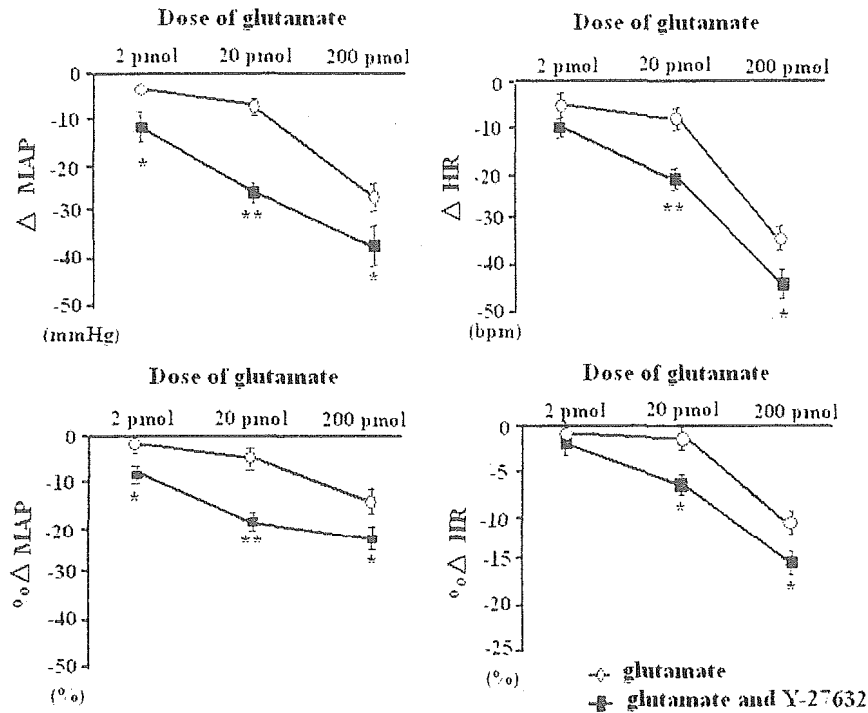 Dose of glutamate
2 pmol 20 pmol 200 pmol
0
-10
-20
-30
-40
-50
Δ MAP
(mmHg)
*
**
*
Dose of glutamate
2 pmol 20 pmol 200 pmol
0
-10
-20
-30
-40
-50
Δ HR
(bpm)
**
*
Dose of glutamate
2 pmol 20 pmol 200 pmol
0
-10
-20
-30
-40
-50
%Δ MAP
(%)
*
**
*
Dose of glutamate
2 pmol 20 pmol 200 pmol
0
-5
-10
-15
-20
-25
%Δ HR
(%)
*
*
glutamate
glutamate and Y-27632